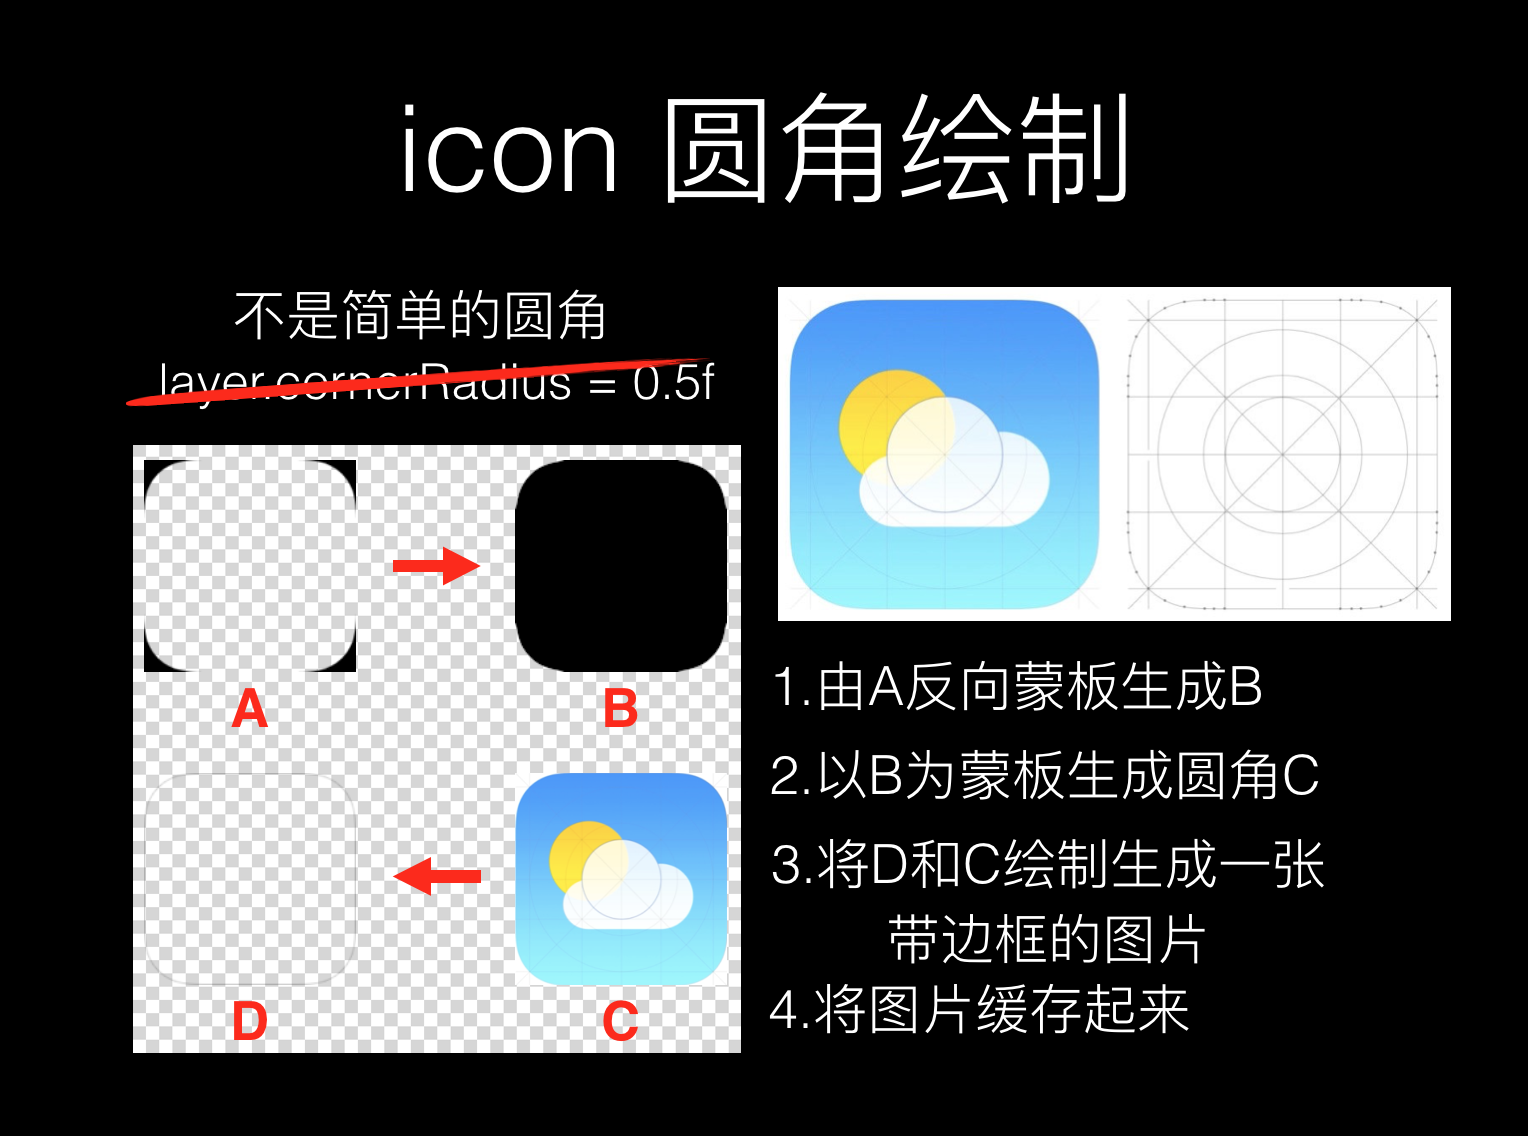 icon 圆角绘制
不是简单的圆角
layer.cornerRadius = 0.5f
A
B
D
C
1.由A反向蒙板生成B
2.以B为蒙板生成圆角C
3.将D和C绘制生成一张
带边框的图片
4.将图片缓存起来